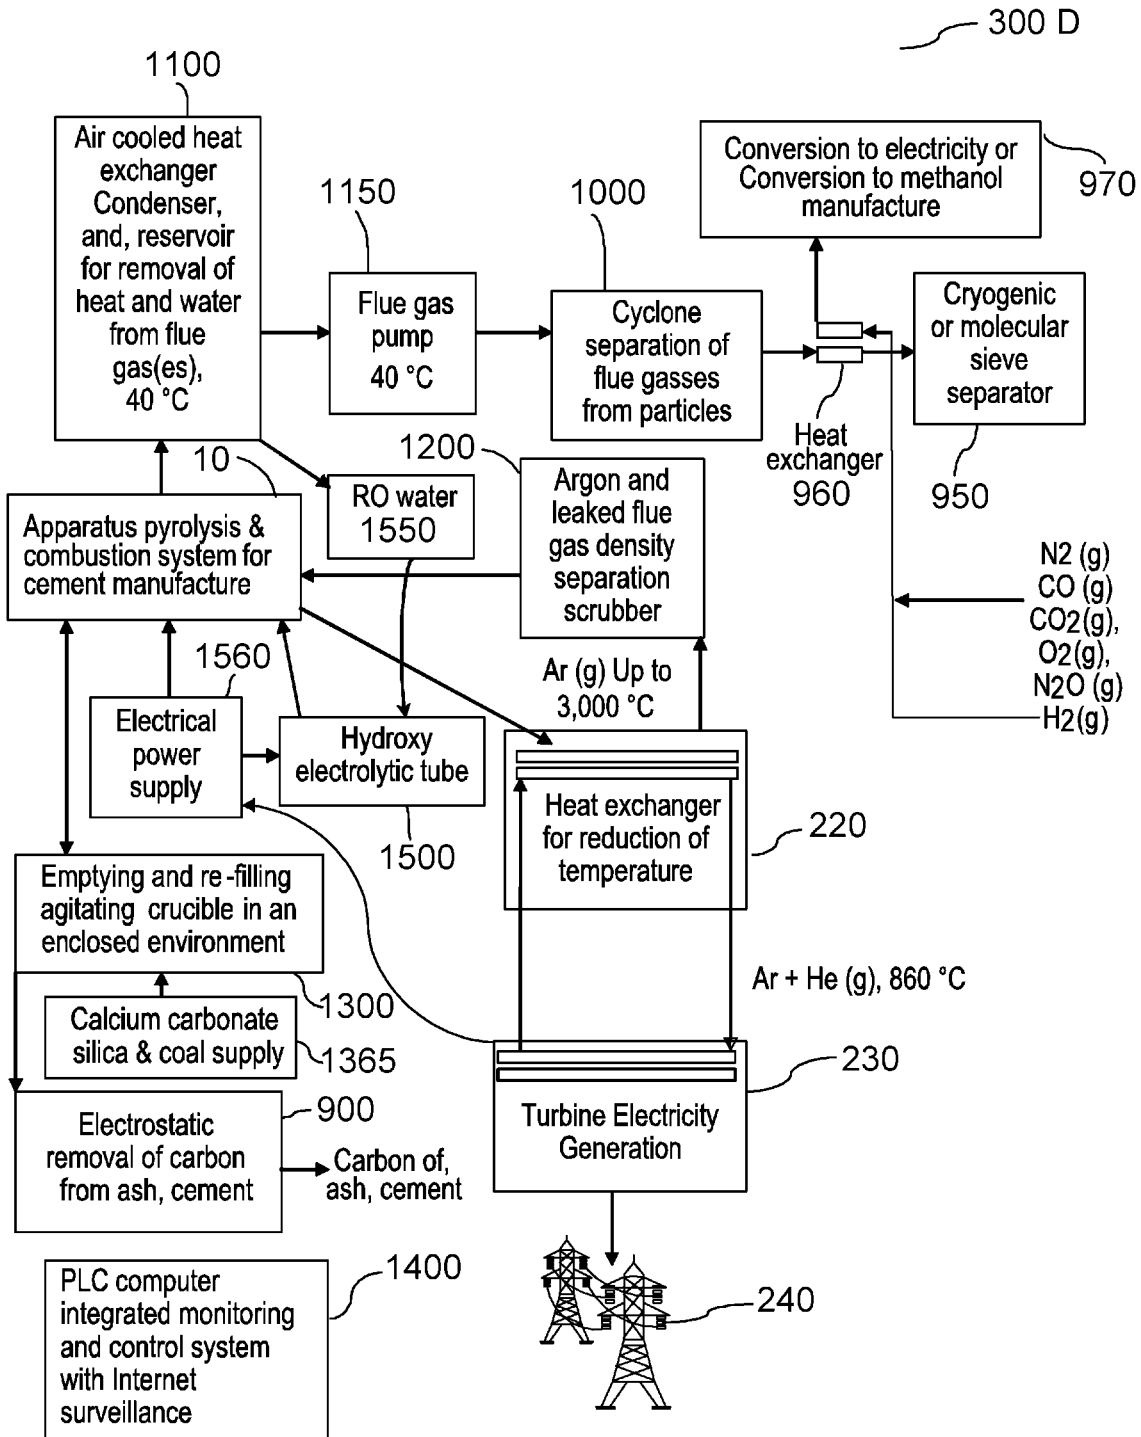 300 D
1100
Air cooled heat
exchanger
Condenser,
and, reservoir
for removal of
heat and water
from flue
gas(es),
40 °C
1150
Flue gas
pump
40 °C
1000
Cyclone
separation of
flue gasses
from particles
Conversion to electricity or
Conversion to methanol
manufacture
970
Cryogenic
or molecular
sieve
separator
950
Heat
exchanger
960
10
Apparatus pyrolysis &
combustion system for
cement manufacture
RO water
1550
1200
Argon and
leaked flue
gas density
separation
scrubber
N2 (g)
CO (g)
CO2(g),
O2(g),
N2O (g)
H2(g)
1560
Electrical
power
supply
Hydroxy
electrolytic tube
1500
Ar (g) Up to
3,000 °C
Heat exchanger
for reduction of
temperature
220
Emptying and re-filling
agitating crucible in an
enclosed environment
1300
Calcium carbonate
silica & coal supply
1365
Ar + He (g), 860 °C
Turbine Electricity
Generation
230
900
Electrostatic
removal of carbon
from ash, cement
Carbon of,
ash, cement
240
1400
PLC computer
integrated monitoring
and control system
with Internet
surveillance